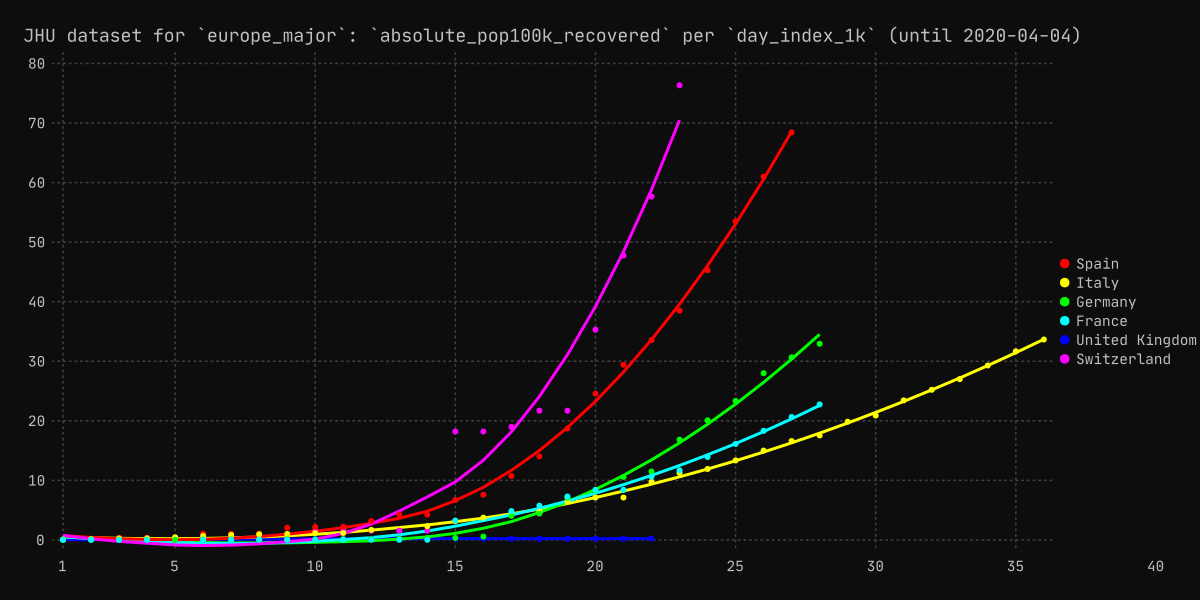 JHU dataset for `europe_major`: `absolute_pop100k_recovered` per `day_index_1k` (until 2020-04-04)
80
70
60
50
40
30
20
10
0
1 5 10 15 20 25 30 35 40
Spain
Italy
Germany
France
United Kingdom
Switzerland